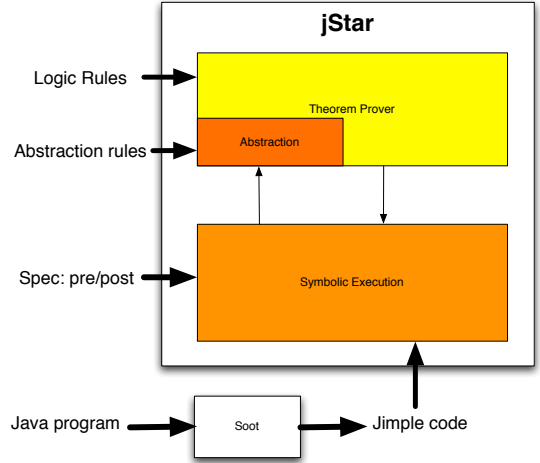 jStar
Logic Rules
Theorem Prover
Abstraction rules
Abstraction
Spec: pre/post
Symbolic Execution
Java program
Soot
Jimple code